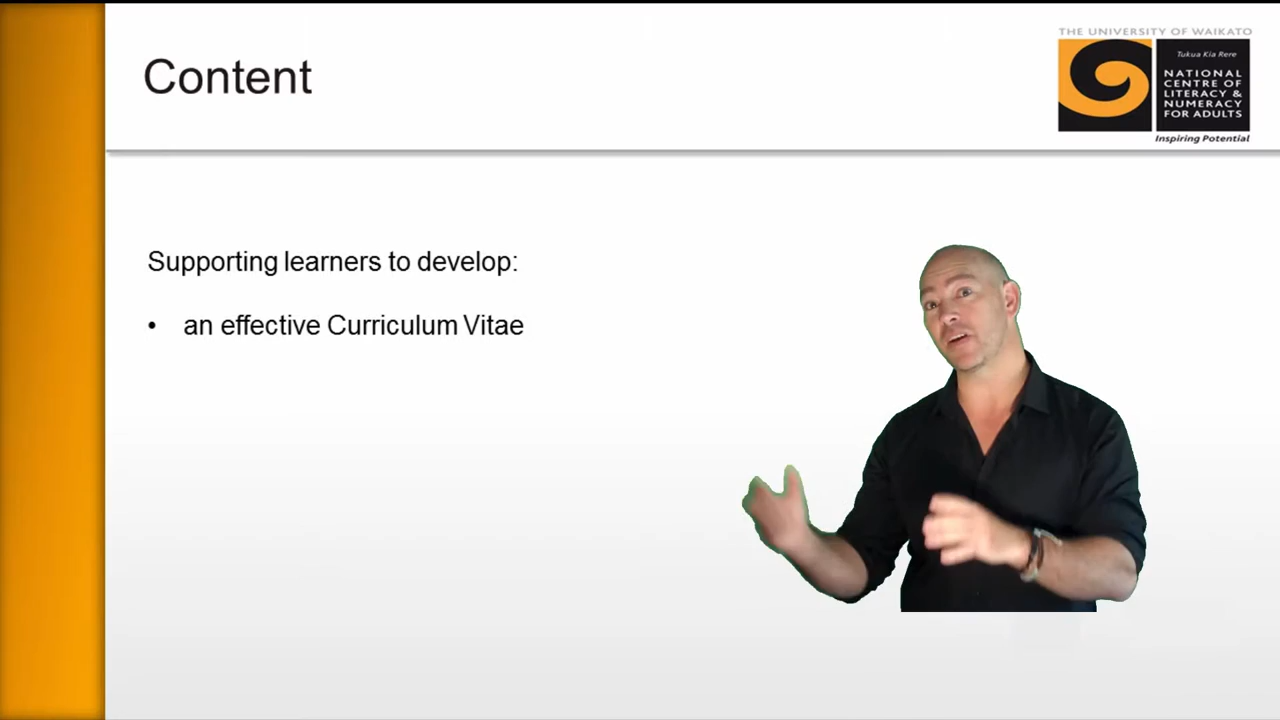 Content
THE UNIVERSITY OF WAIKATO
Tukua Kia Rere
NATIONAL
CENTRE OF
LITERACY &
NUMERACY
FOR ADULTS
Inspiring Potential
Supporting learners to develop:
• an effective Curriculum Vitae